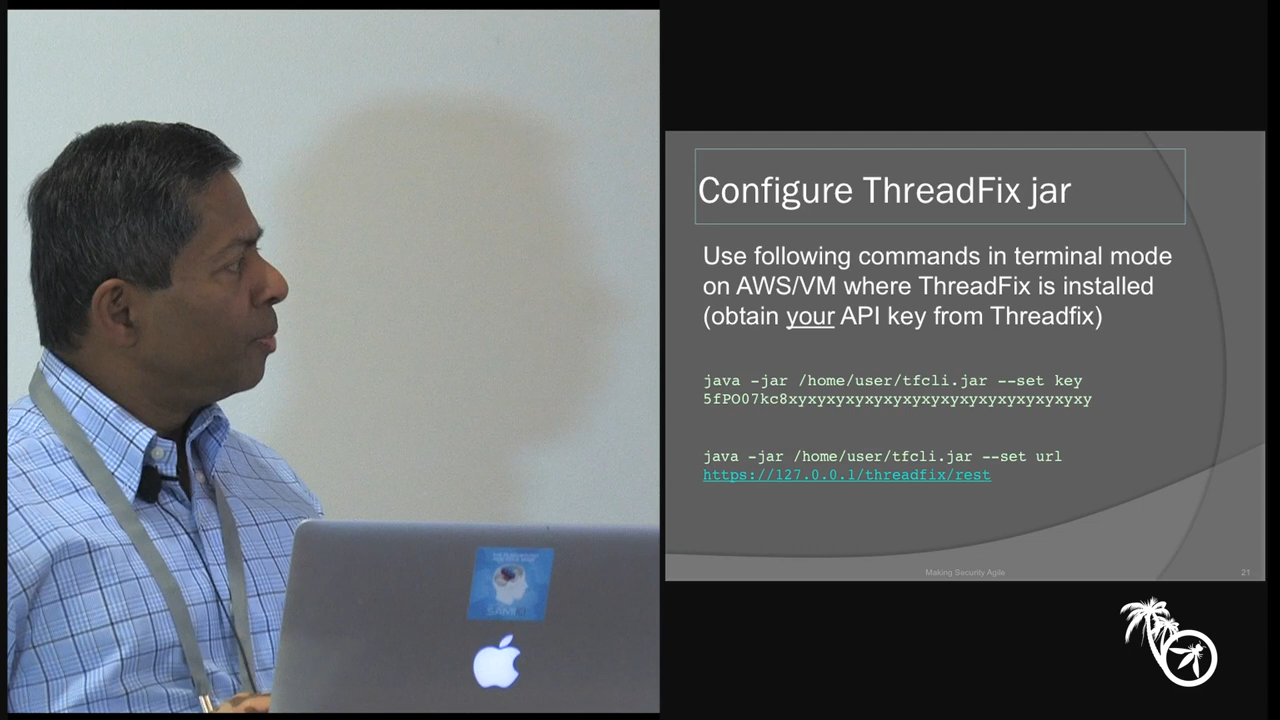 Configure ThreadFix jar
Use following commands in terminal mode
on AWS/VM where ThreadFix is installed
(obtain your API key from Threadfix)
java -jar /home/user/tfcli.jar --set key
5fPO07kc8xyxyxyxyxyxyxyxyxyxyxyxyxyxyxyxy
java -jar /home/user/tfcli.jar --set url
https://127.0.0.1/threadfix/rest
Making Security Agile
21